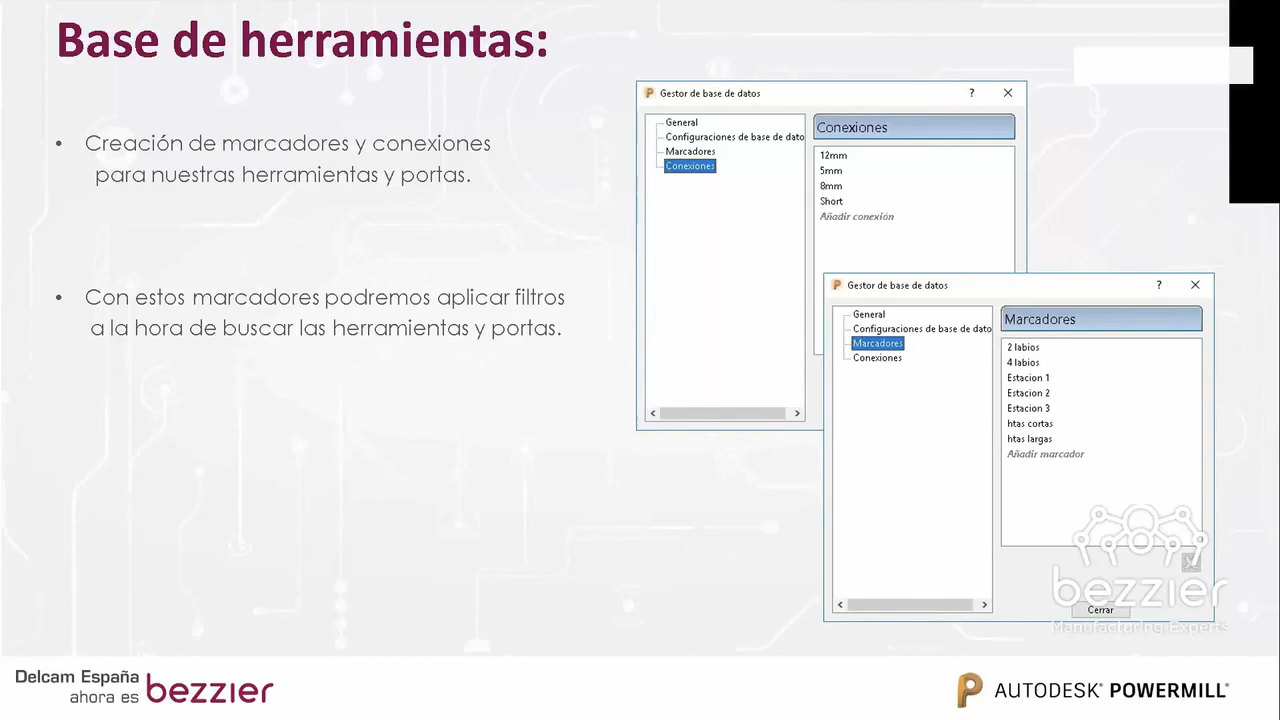 Base de herramientas:
• Creación de marcadores y conexiones
para nuestras herramientas y portas.
• Con estos marcadores podremos aplicar filtros
a la hora de buscar las herramientas y portas.
Gestor de base de datos
General
Configuraciones de base de dato
Marcadores
Conexiones
Conexiones
12mm
5mm
8mm
Short
Añadir conexión
Gestor de base de datos
General
Configuraciones de base de dato
Marcadores
Conexiones
Marcadores
2 labios
4 labios
Estacion 1
Estacion 2
Estacion 3
htas cortas
htas largas
Añadir marcador
Cerrar
bezzier
Manufacturing Experts
Delcam España
ahora es bezzier
AUTODESK® POWERMILL®